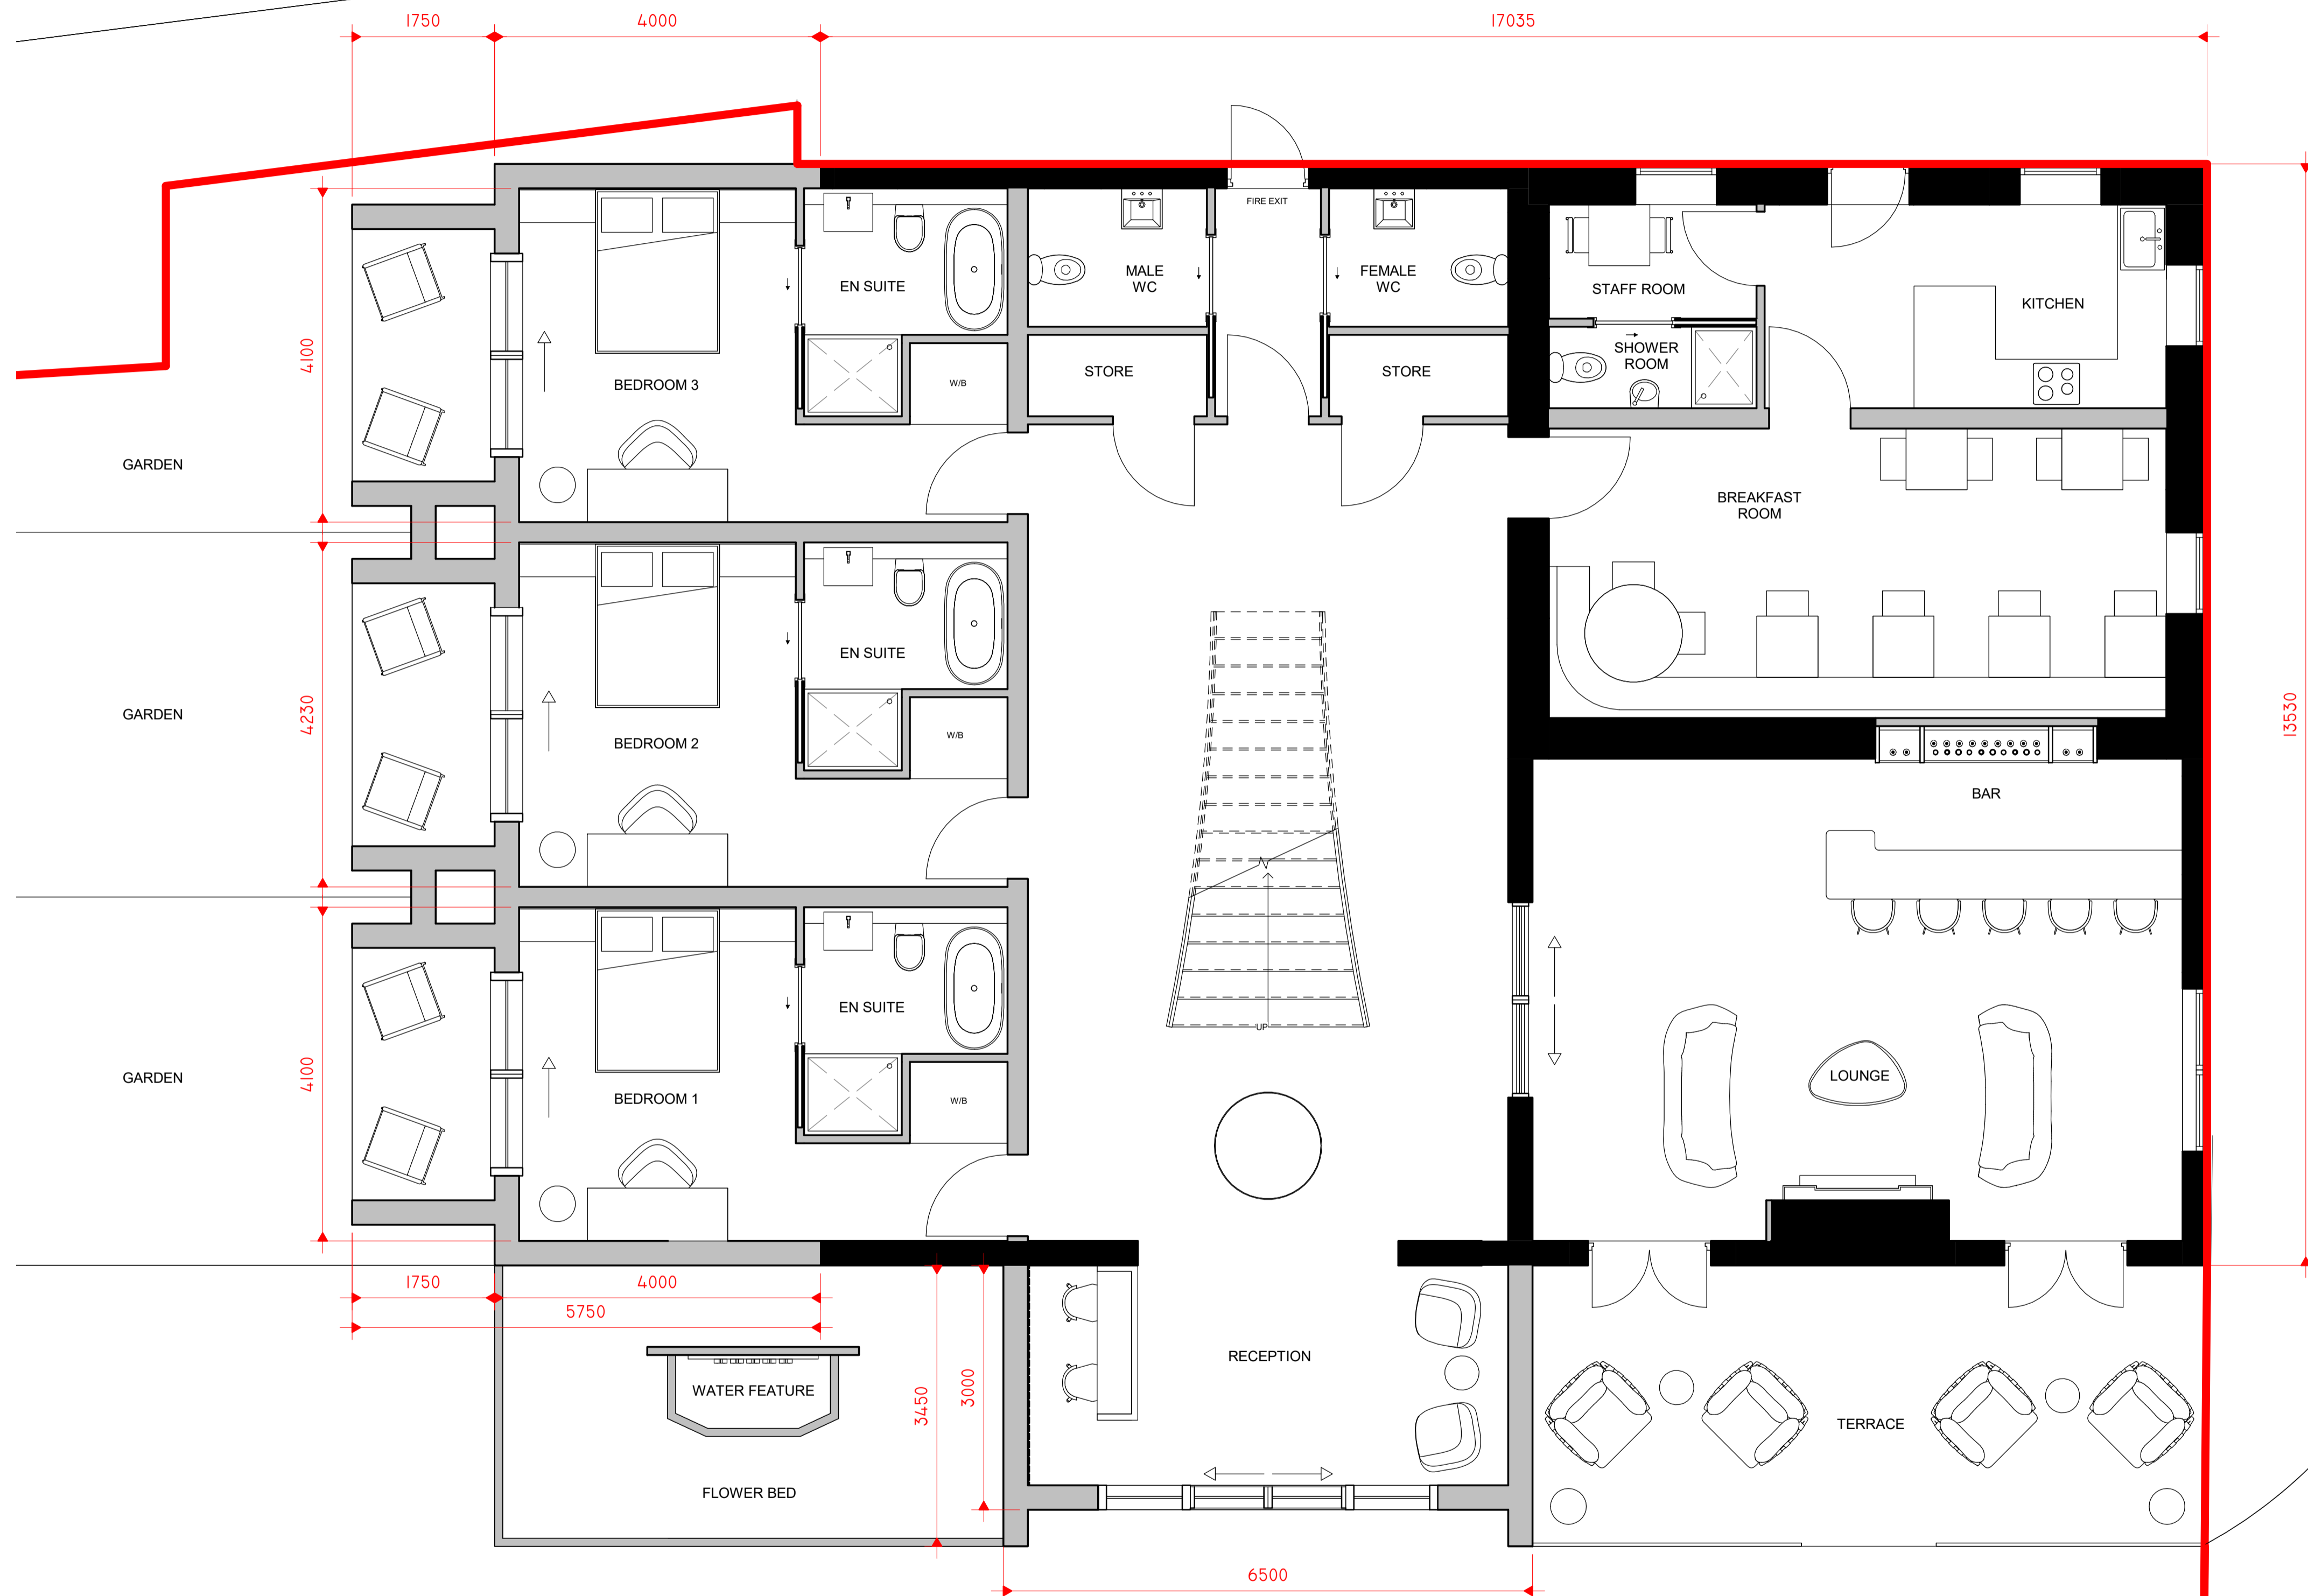 1750
4000
17035
FIRE EXIT
MALE
WC
FEMALE
WC
EN SUITE
STAFF ROOM
KITCHEN
4100
SHOWER
ROOM
STORE
STORE
W/B
BEDROOM 3
GARDEN
BREAKFAST
ROOM
EN SUITE
4230
GARDEN
13530
W/B
BEDROOM 2
BAR
EN SUITE
UP
4100
GARDEN
LOUNGE
BEDROOM 1
W/B
1750
4000
5750
RECEPTION
WATER FEATURE
3450
3000
TERRACE
FLOWER BED
6500